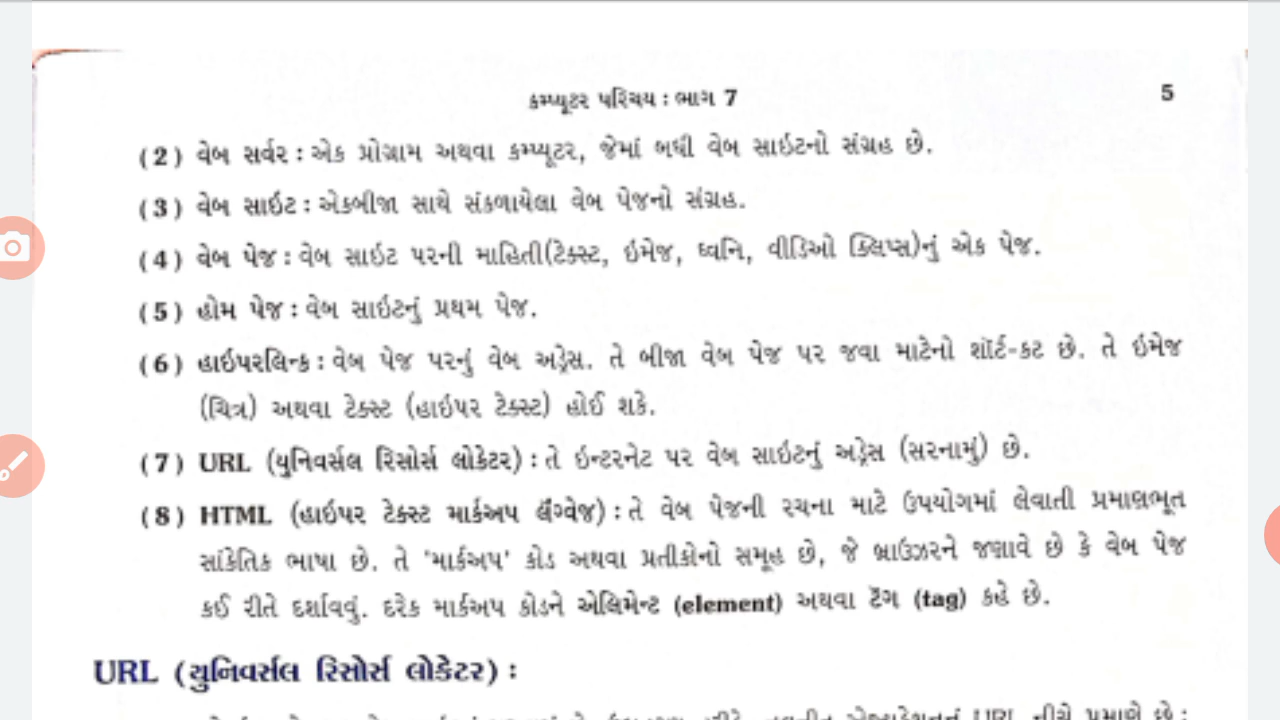 કમ્પ્યૂટર પરિચય : ભાગ 7
5
(2) વેબ સર્વર : એક પ્રોગ્રામ અથવા કમ્પ્યૂટર, જેમાં બધી વેબ સાઇટનો સંગ્રહ છે.
(3) વેબ સાઇટ : એકબીજા સાથે સંકળાયેલા વેબ પેજનો સંગ્રહ.
(4) વેબ પેજ : વેબ સાઇટ પરની માહિતી(ટેક્સ્ટ, ઇમેજ, ધ્વનિ, વીડિઓ ક્લિપ્સ)નું એક પેજ.
(5) હોમ પેજ : વેબ સાઇટનું પ્રથમ પેજ.
(6) હાઇપરલિન્ક : વેબ પેજ પરનું વેબ અડ્રેસ. તે બીજા વેબ પેજ પર જવા માટેનો શૉર્ટ-કટ છે. તે ઇમેજ
(ચિત્ર) અથવા ટેક્સ્ટ (હાઇપર ટેક્સ્ટ) હોઈ શકે.
(7) URL (યુનિવર્સલ રિસોર્સ લોકેટર) : તે ઇન્ટરનેટ પર વેબ સાઇટનું અડ્રેસ (સરનામું) છે.
(8) HTML (હાઇપર ટેક્સ્ટ માર્કઅપ લૅંગ્વેજ) : તે વેબ પેજની રચના માટે ઉપયોગમાં લેવાતી પ્રમાણભૂત
સાંકેતિક ભાષા છે. તે 'માર્કઅપ' કોડ અથવા પ્રતીકોનો સમૂહ છે, જે બ્રાઉઝરને જણાવે છે કે વેબ પેજ
કઈ રીતે દર્શાવવું. દરેક માર્કઅપ કોડને એલિમેન્ટ (element) અથવા ટૅગ (tag) કહે છે.
URL (યુનિવર્સલ રિસોર્સ લોકેટર) :
URL નીચે પ્રમાણે છે :